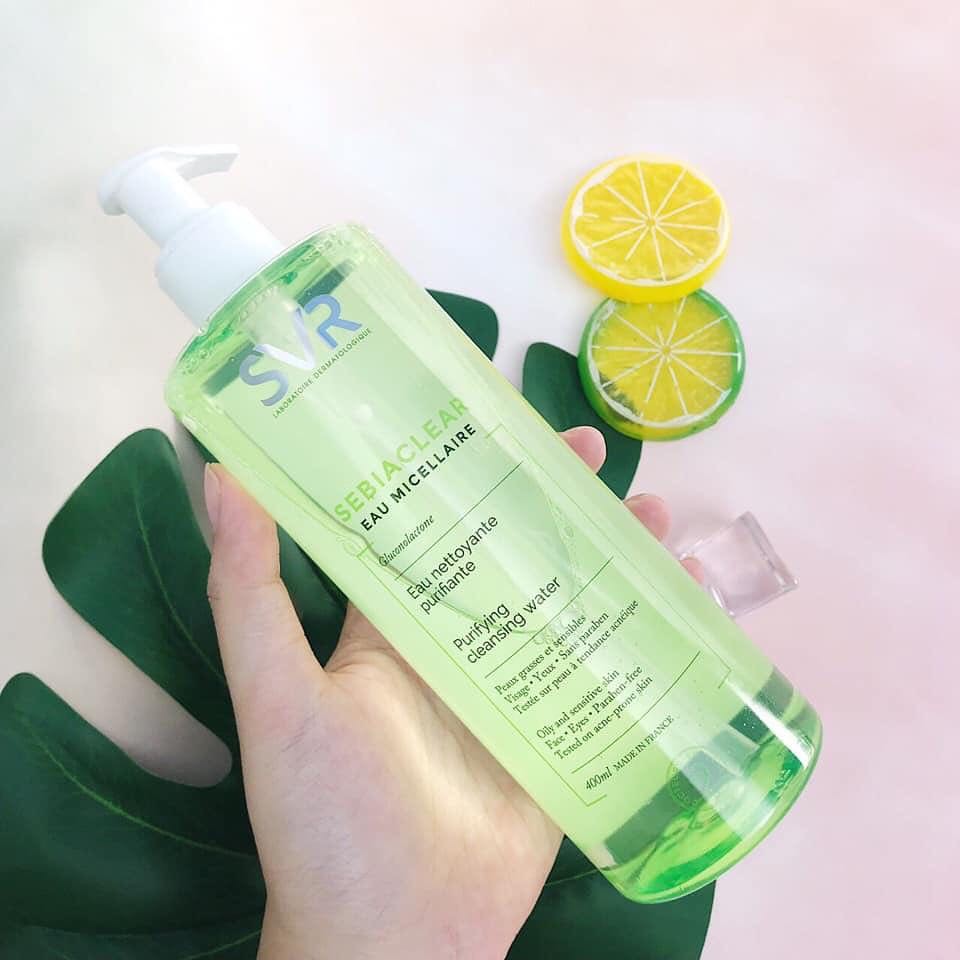 SVR
LABORATOIRE DERMATOLOGIQUE
SEBIACLEAR
EAU MICELLAIRE
Gluconolactone
Eau nettoyante
purifiante
Purifying
cleansing water
Peaux grasses et sensibles
Visage • Yeux • Sans paraben
Testée sur peau à tendance acnéique
Oily and sensitive skin
Face • Eyes • Paraben-free
Tested on acne-prone skin
400ml MADE IN FRANCE